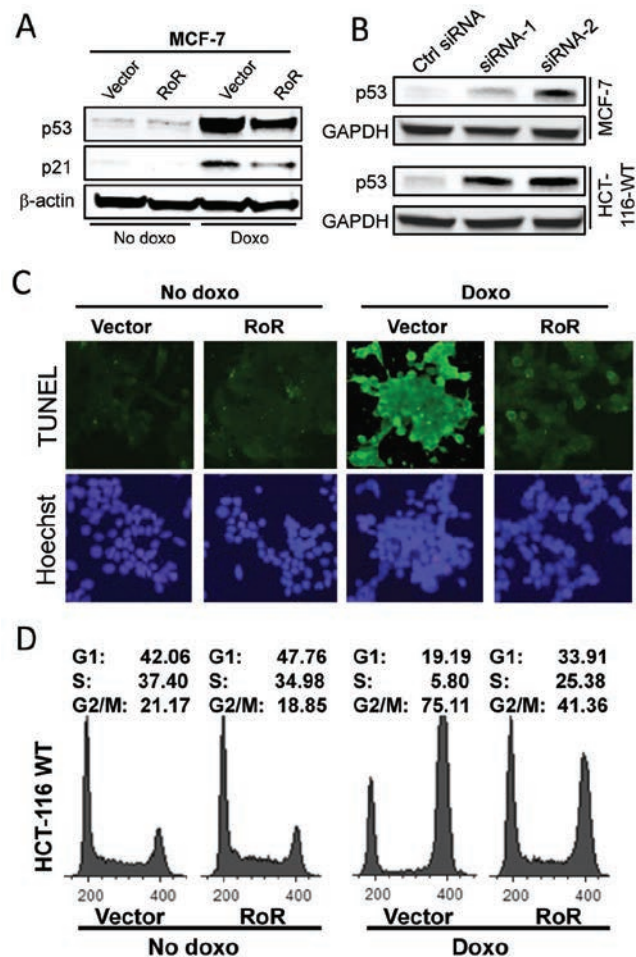 A
MCF-7
Vector RoR Vector RoR
p53
p21
β-actin
No doxo Doxo
B
Ctrl siRNA siRNA-1 siRNA-2
p53
GAPDH
MCF-7
p53
GAPDH
HCT-116-WT
C
No doxo Doxo
Vector RoR Vector RoR
TUNEL
Hoechst
D
G1: 42.06 G1: 47.76 G1: 19.19 G1: 33.91
S: 37.40 S: 34.98 S: 5.80 S: 25.38
G2/M: 21.17 G2/M: 18.85 G2/M: 75.11 G2/M: 41.36
HCT-116 WT
200 400 200 400 200 400 200 400
Vector RoR Vector RoR
No doxo Doxo